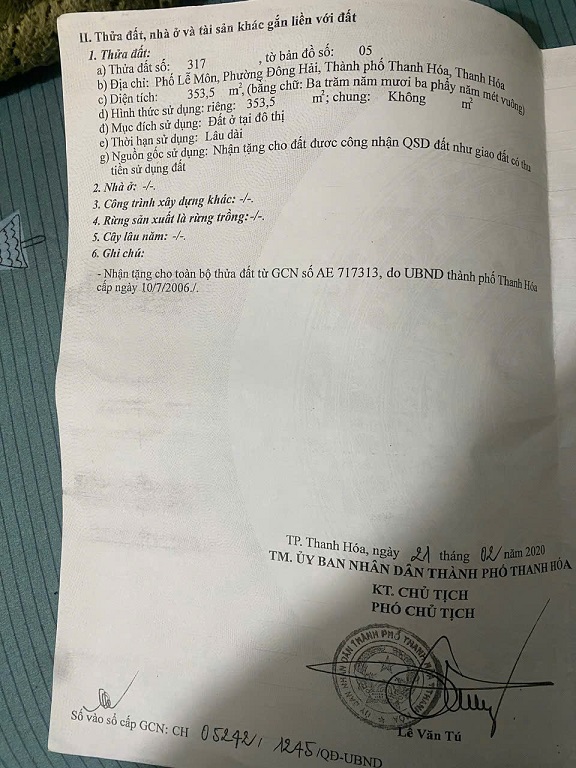 II. Thửa đất, nhà ở và tài sản khác gắn liền với đất
1. Thửa đất:
a) Thửa đất số: 317 , tờ bản đồ số: 05
b) Địa chỉ: Phố Lễ Môn, Phường Đông Hải, Thành phố Thanh Hóa, Thanh Hóa
c) Diện tích: 353,5 m², (bằng chữ: Ba trăm năm mươi ba phẩy năm mét vuông)
d) Hình thức sử dụng: riêng: 353,5 m²; chung: Không m²
đ) Mục đích sử dụng: Đất ở tại đô thị
e) Thời hạn sử dụng: Lâu dài
g) Nguồn gốc sử dụng: Nhận tặng cho đất được công nhận QSD đất như giao đất có thu
tiền sử dụng đất
2. Nhà ở: -/-.
3. Công trình xây dựng khác: -/-.
4. Rừng sản xuất là rừng trồng:-/-.
5. Cây lâu năm: -/-.
6. Ghi chú:
- Nhận tặng cho toàn bộ thửa đất từ GCN số AE 717313, do UBND thành phố Thanh Hóa
cấp ngày 10/7/2006./.
TP. Thanh Hóa, ngày 21 tháng 02 năm 2020
TM. ỦY BAN NHÂN DÂN THÀNH PHỐ THANH HÓA
KT. CHỦ TỊCH
PHÓ CHỦ TỊCH
Lê Văn Tú
Số vào sổ cấp GCN: CH 05242 / 1245 /QĐ-UBND